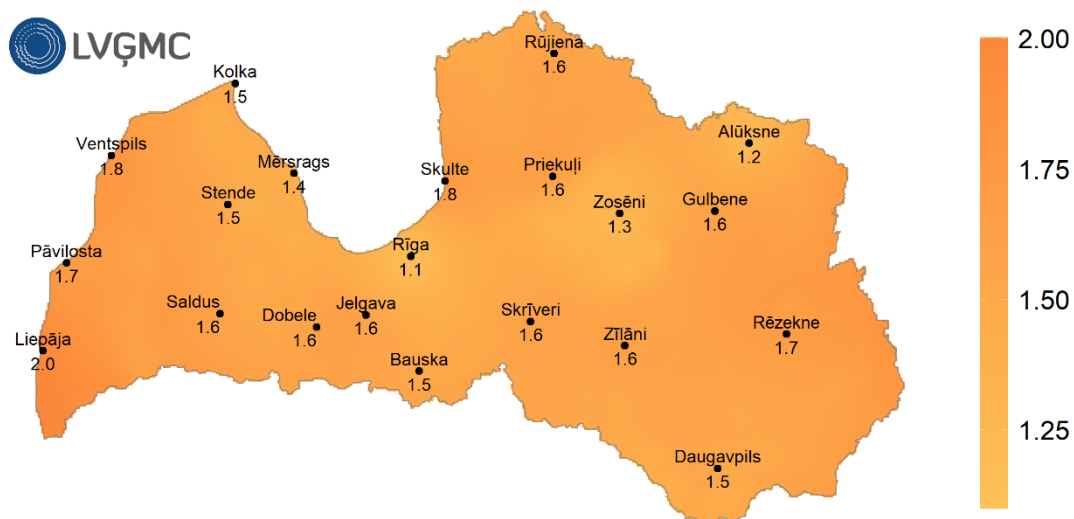 LVĢMC
2.00
Rūjiena
1.6
Kolka
1.5
Alūksne
1.2
Ventspils
1.8
Mērsrags
1.4
Skulte
1.8
Priekuļi
1.6
1.75
Stende
1.5
Zosēni
1.3
Gulbene
1.6
Rīga
1.1
Pāvilosta
1.7
1.50
Saldus
1.6
Dobele
1.6
Jelgava
1.6
Skrīveri
1.6
Zīlāni
1.6
Rēzekne
1.7
Liepāja
2.0
Bauska
1.5
1.25
Daugavpils
1.5